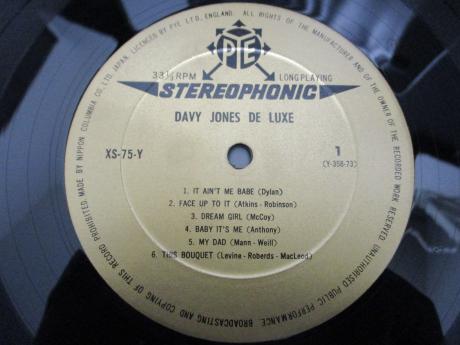 ALL RIGHTS OF THE MANUFACTURER AND OF THE OWNER OF THE RECORDED WORK RESERVED. UNAUTHORISED PUBLIC PERFORMANCE, BROADCASTING AND COPYING OF THIS RECORD PROHIBITED. MADE BY NIPPON COLUMBIA CO., LTD. JAPAN, LICENCED BY PYE LTD., ENGLAND.
PYE
33⅓ RPM
LONG PLAYING
STEREOPHONIC
DAVY JONES DE LUXE
XS-75-Y
1
(Y-358-73)
1. IT AIN'T ME BABE (Dylan)
2. FACE UP TO IT (Atkins - Robinson)
3. DREAM GIRL (McCoy)
4. BABY IT'S ME (Anthony)
5. MY DAD (Mann - Weill)
6. THIS BOUQUET (Levine - Roberds - MacLeod)